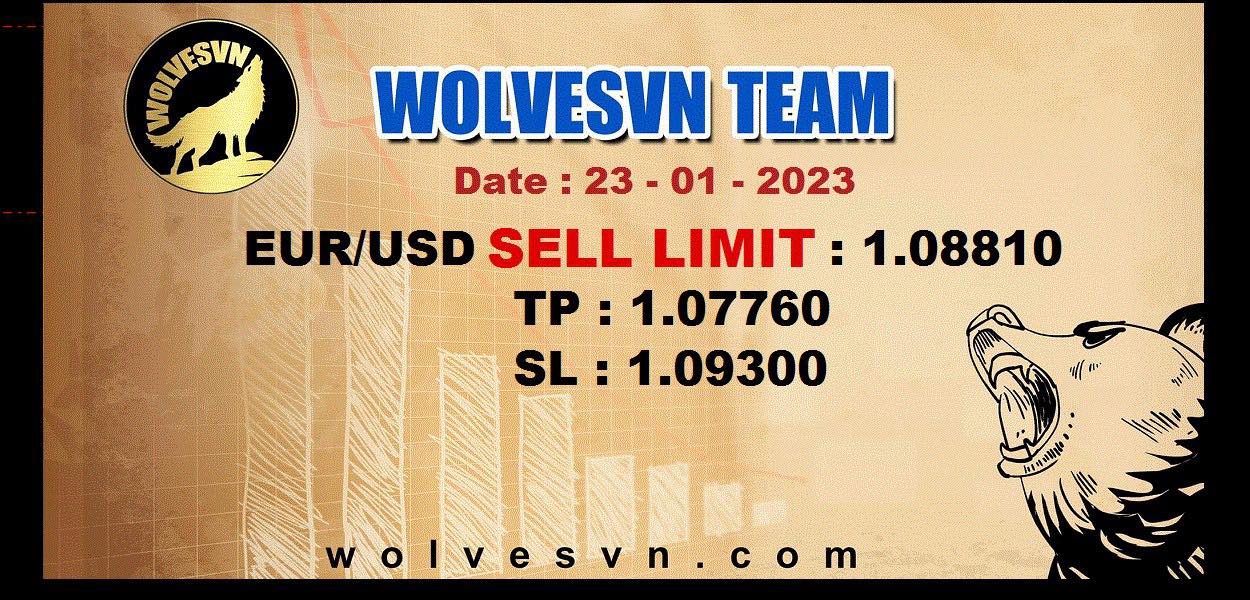 WOLVESVN
WOLVESVN TEAM
Date : 23 - 01 - 2023
EUR/USD SELL LIMIT : 1.08810
TP : 1.07760
SL : 1.09300
wolvesvn.com